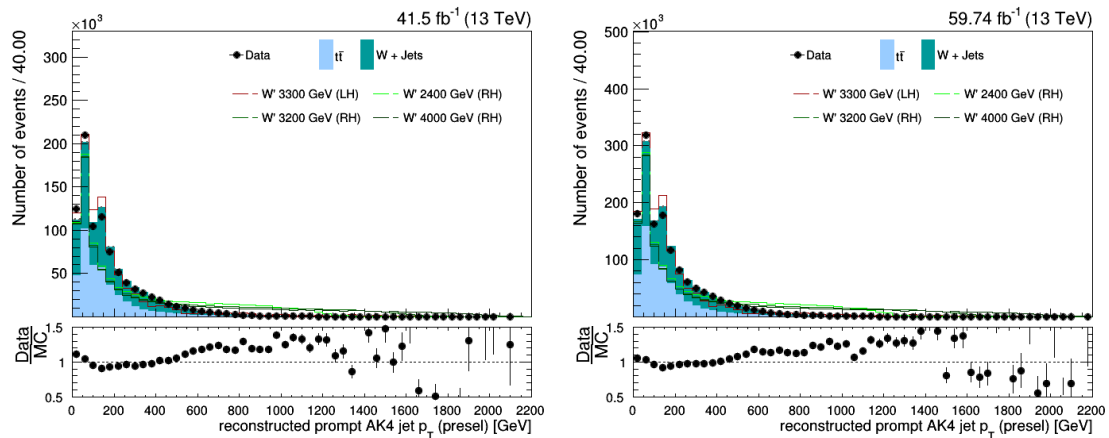 41.5 fb⁻¹ (13 TeV)
×10³
Number of events / 40.00
300
250
200
150
100
50
Data
tt̄
W + Jets
W' 3300 GeV (LH)
W' 2400 GeV (RH)
W' 3200 GeV (RH)
W' 4000 GeV (RH)
Data
MC
1.5
1
0.5
0 200 400 600 800 1000 1200 1400 1600 1800 2000 2200
reconstructed prompt AK4 jet p_T (presel) [GeV]
59.74 fb⁻¹ (13 TeV)
×10³
Number of events / 40.00
500
400
300
200
100
Data
tt̄
W + Jets
W' 3300 GeV (LH)
W' 2400 GeV (RH)
W' 3200 GeV (RH)
W' 4000 GeV (RH)
Data
MC
1.5
1
0.5
0 200 400 600 800 1000 1200 1400 1600 1800 2000 2200
reconstructed prompt AK4 jet p_T (presel) [GeV]